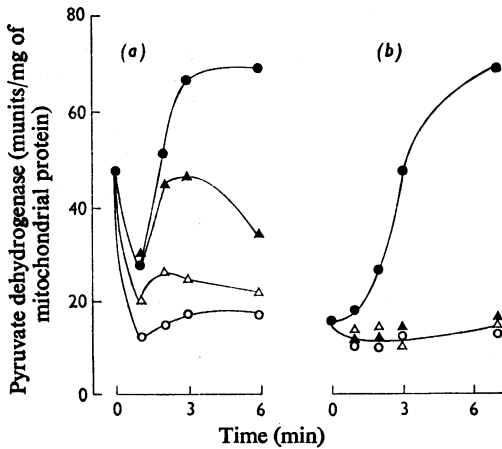 Pyruvate dehydrogenase (munits/mg of
mitochondrial protein)
80
60
40
20
0
(a)
(b)
0
3
6
0
3
6
Time (min)